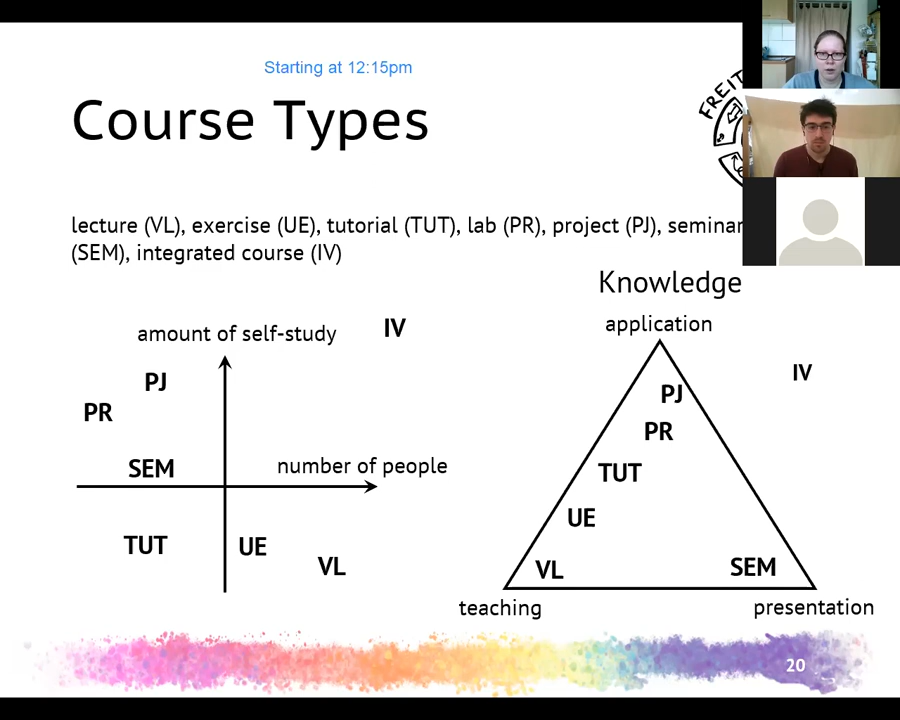 Starting at 12:15pm
Course Types
FREIT
lecture (VL), exercise (UE), tutorial (TUT), lab (PR), project (PJ), seminar
(SEM), integrated course (IV)
Knowledge
amount of self-study
IV
PJ
PR
SEM
number of people
TUT
UE
VL
application
IV
PJ
PR
TUT
UE
VL
SEM
teaching
presentation
20